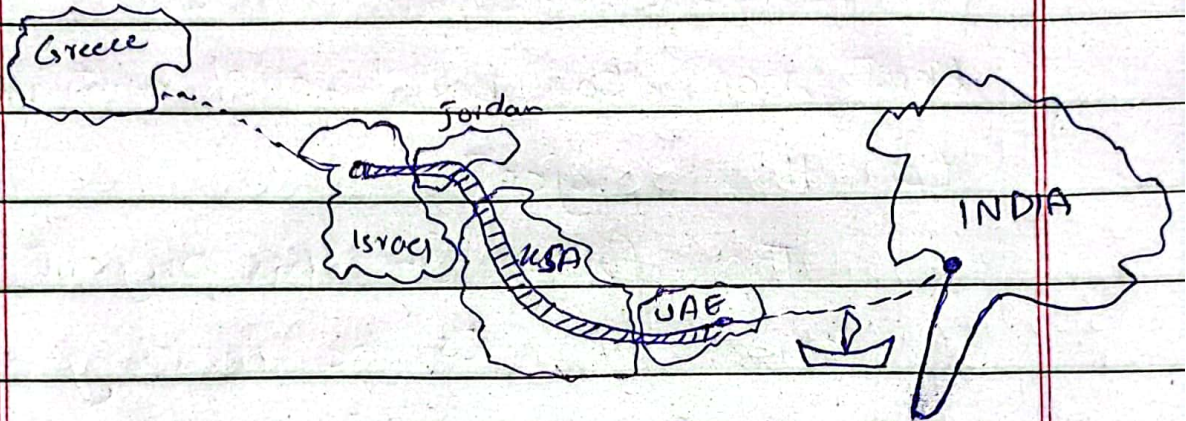 Greece
Jordan
Israel
KSA
UAE
INDIA